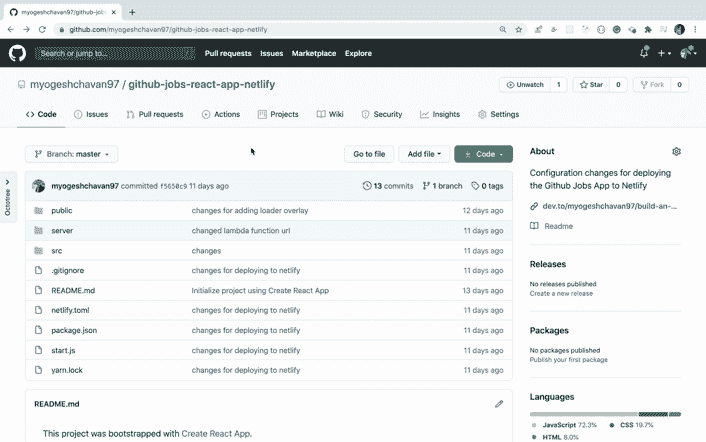 myogeshchavan97/github-jobs-r
github.com/myogeshchavan97/github-jobs-react-app-netlify
Search or jump to...
/
Pull requests Issues Marketplace Explore
myogeshchavan97 / github-jobs-react-app-netlify
Unwatch 1 Star 0 Fork 0
Code Issues Pull requests Actions Projects Wiki Security Insights Settings
Branch: master
Go to file Add file Code
About
Configuration changes for deploying
the Github Jobs App to Netlify
dev.to/myogeshchavan97/build-an-...
Readme
Octotree
myogeshchavan97 committed f5650c9 11 days ago 13 commits 1 branch 0 tags
public changes for adding loader overlay 12 days ago
server changed lambda function url 11 days ago
src changes 11 days ago
.gitignore changes for deploying to netlify 11 days ago
README.md Initialize project using Create React App 13 days ago
netlify.toml changes for deploying to netlify 11 days ago
package.json changes for deploying to netlify 11 days ago
start.js changes for deploying to netlify 11 days ago
yarn.lock changes for deploying to netlify 11 days ago
Releases
No releases published
Create a new release
Packages
No packages published
Publish your first package
Languages
JavaScript 72.3% CSS 19.7%
HTML 8.0%
README.md
This project was bootstrapped with Create React App.